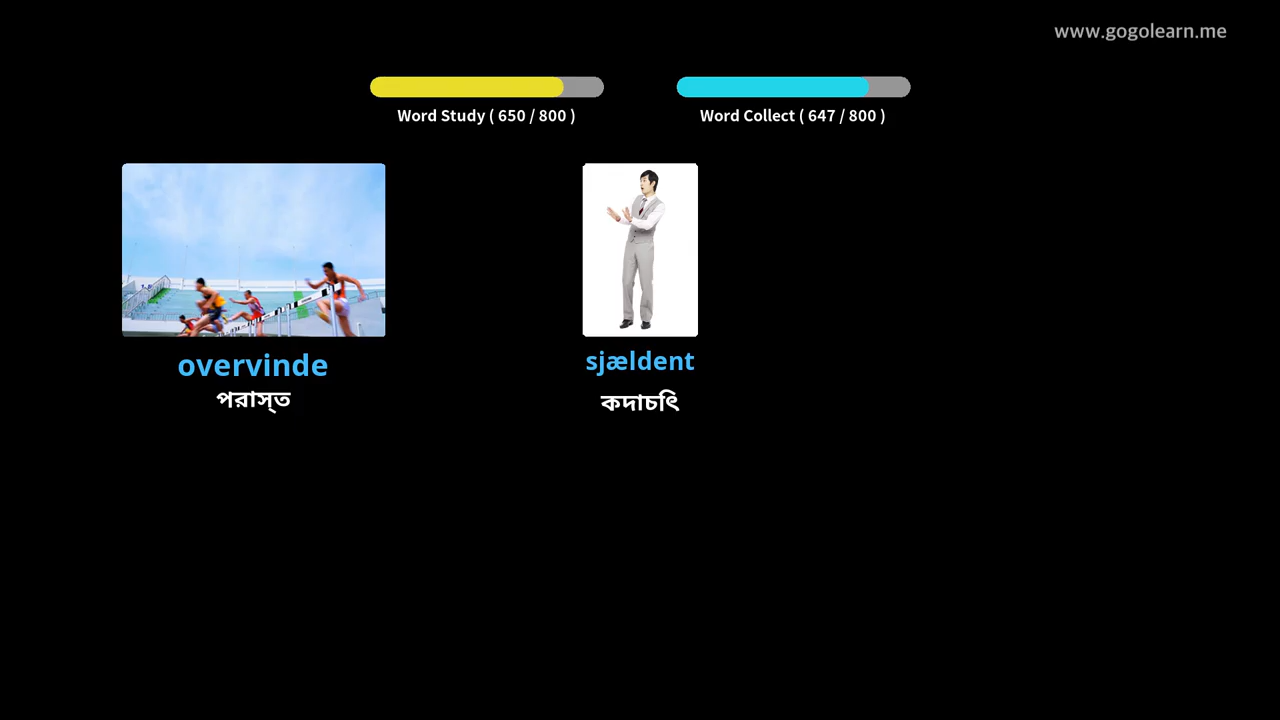 www.gogolearn.me
Word Study ( 650 / 800 )
Word Collect ( 647 / 800 )
overvinde
পরাস্ত
sjældent
কদাচিৎ